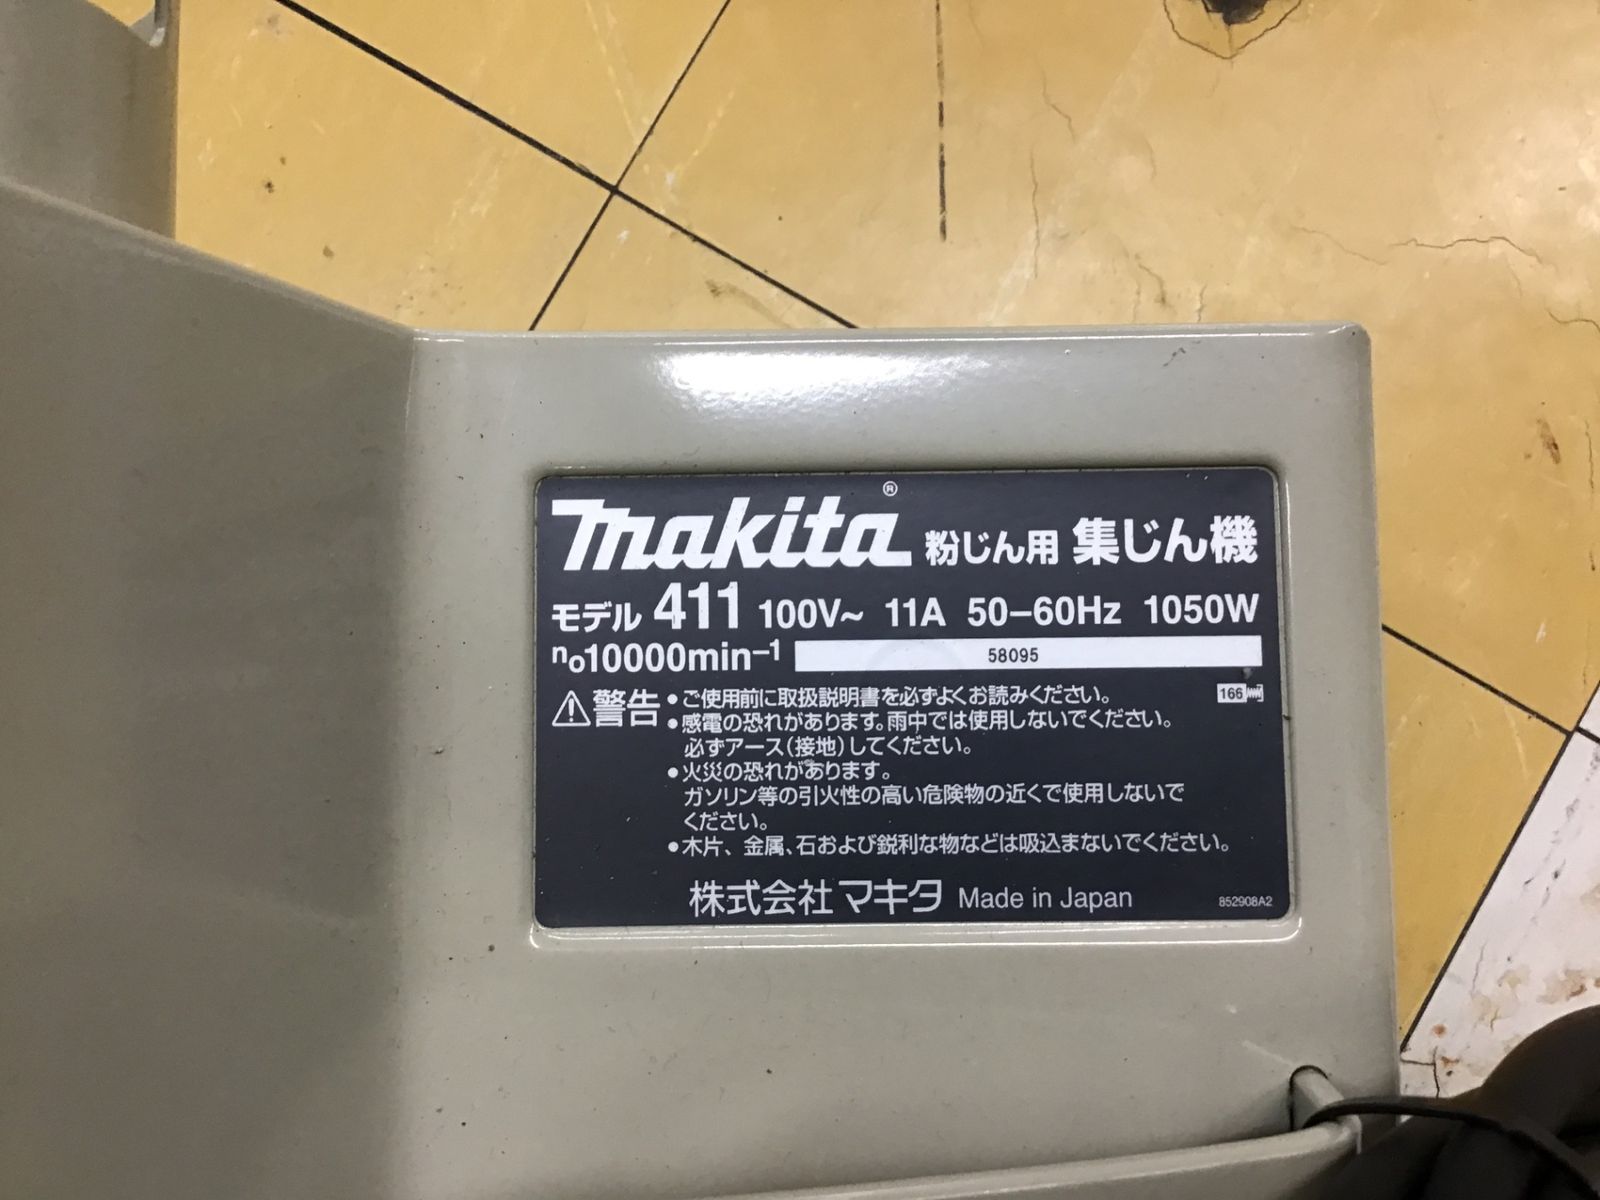 makita® 粉じん用 集じん機
モデル 411 100V~ 11A 50-60Hz 1050W
n₀10000min⁻¹ 58095
⚠警告 •ご使用前に取扱説明書を必ずよくお読みください。 166
•感電の恐れがあります。雨中では使用しないでください。
必ずアース(接地)してください。
•火災の恐れがあります。
ガソリン等の引火性の高い危険物の近くで使用しないで
ください。
•木片、金属、石および鋭利な物などは吸込まないでください。
株式会社マキタ Made in Japan 852908A2